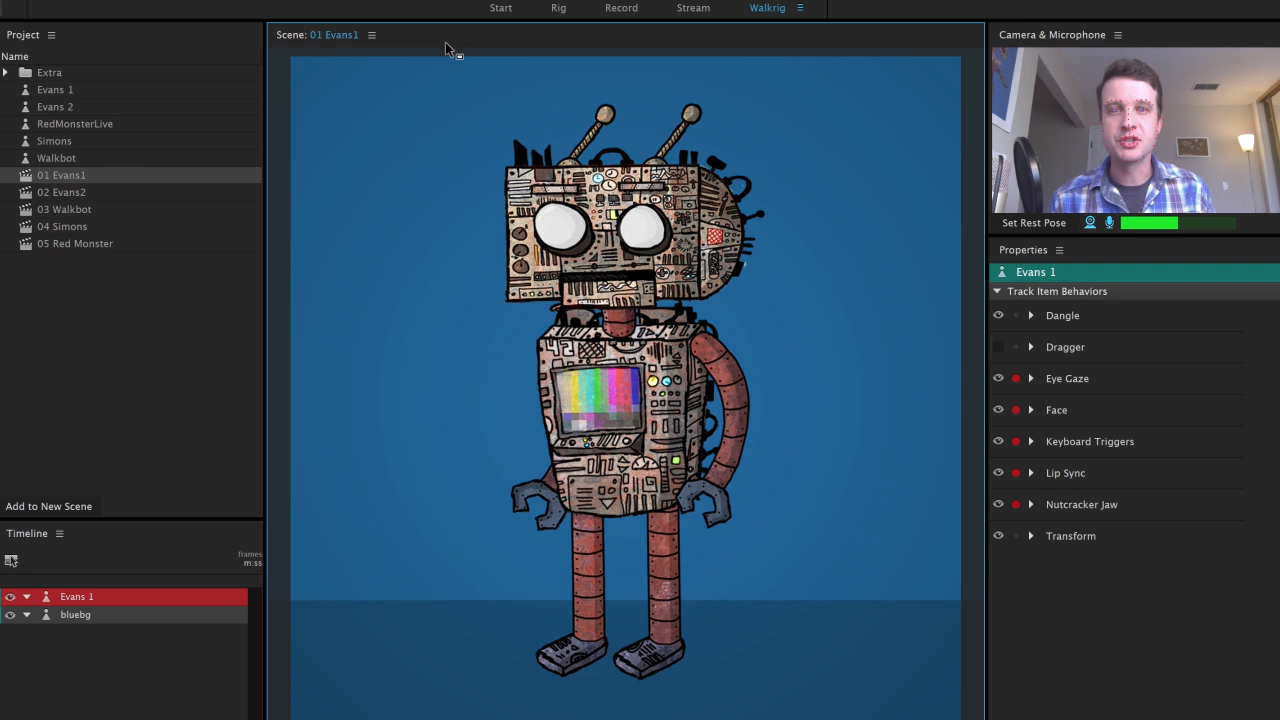 Start Rig Record Stream Walkrig
Project
Name
Extra
Evans 1
Evans 2
RedMonsterLive
Simons
Walkbot
01 Evans1
02 Evans2
03 Walkbot
04 Simons
05 Red Monster
Add to New Scene
Timeline
frames
m:ss
Evans 1
bluebg
Scene: 01 Evans1
Camera & Microphone
Set Rest Pose
Properties
Evans 1
Track Item Behaviors
Dangle
Dragger
Eye Gaze
Face
Keyboard Triggers
Lip Sync
Nutcracker Jaw
Transform